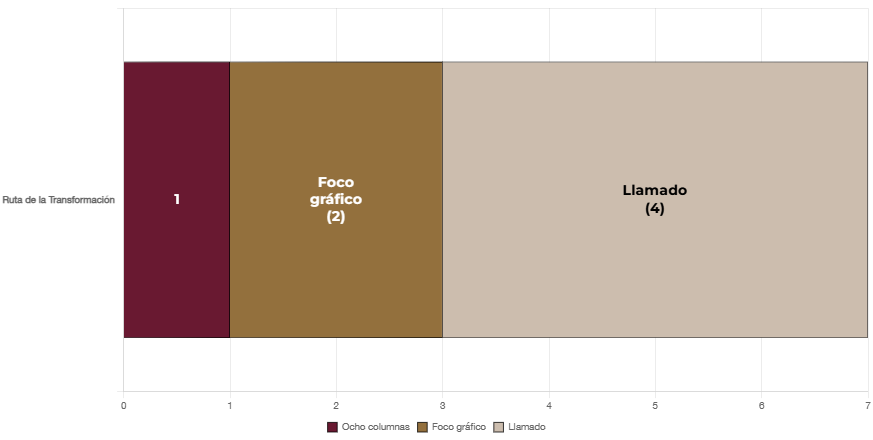 Ruta de la Transformación
1
Foco
gráfico
(2)
Llamado
(4)
0 1 2 3 4 5 6 7
Ocho columnas Foco gráfico Llamado